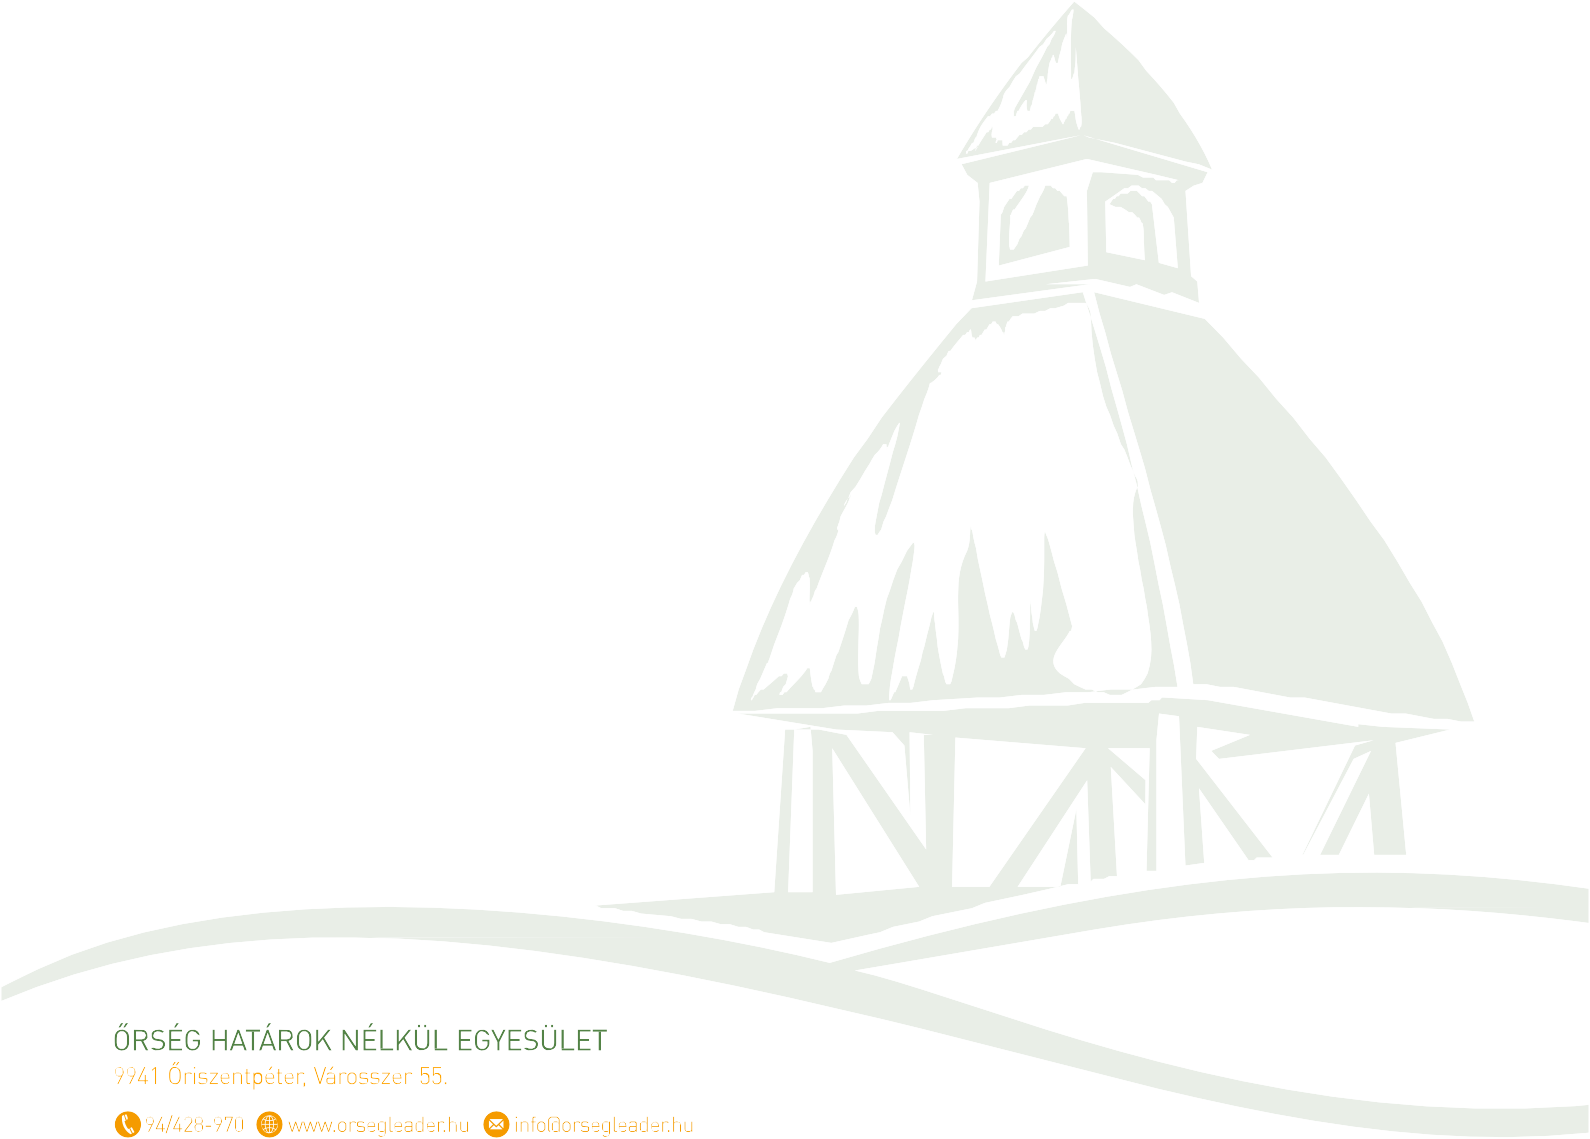 ŐRSÉG HATÁROK NÉLKÜL EGYESÜLET
9941 Őriszentpéter, Városszer 55.
94/428-970 www.orsegleader.hu info@orsegleader.hu